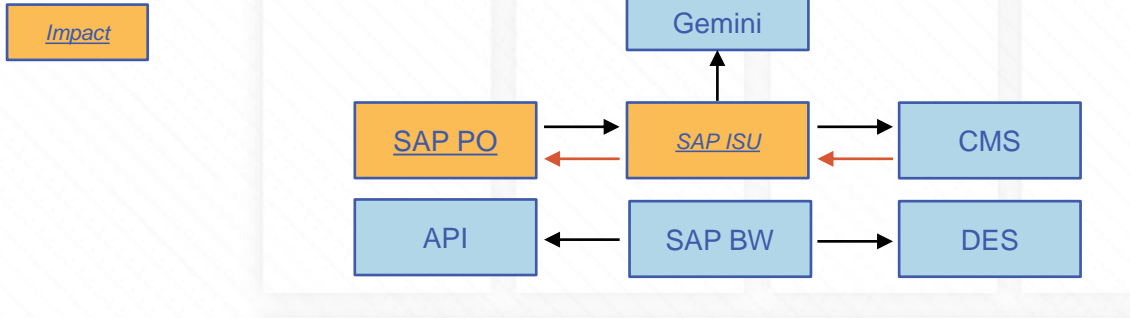 Gemini
Impact
SAP PO
SAP ISU
CMS
API
SAP BW
DES